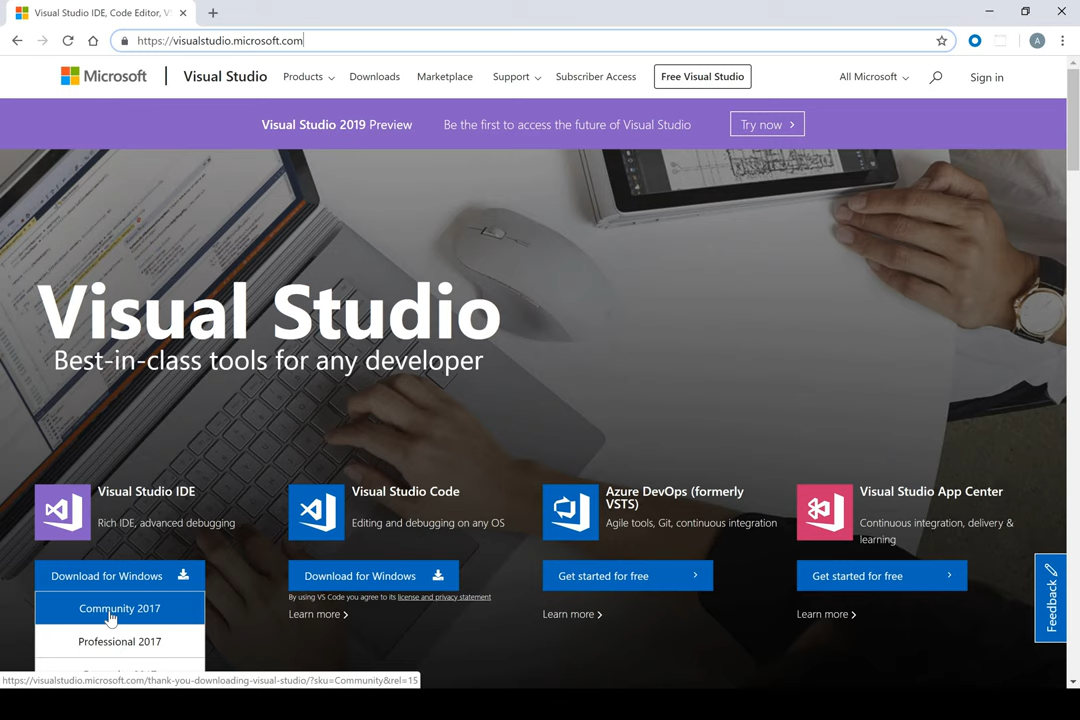 Visual Studio IDE, Code Editor, V
https://visualstudio.microsoft.com
A
Microsoft
Visual Studio
Products
Downloads
Marketplace
Support
Subscriber Access
Free Visual Studio
All Microsoft
Sign in
Visual Studio 2019 Preview
Be the first to access the future of Visual Studio
Try now
Visual Studio
Best-in-class tools for any developer
Visual Studio IDE
Rich IDE, advanced debugging
Download for Windows
Community 2017
Professional 2017
Visual Studio Code
Editing and debugging on any OS
Download for Windows
By using VS Code you agree to its license and privacy statement
Learn more
Azure DevOps (formerly
VSTS)
Agile tools, Git, continuous integration
Get started for free
Learn more
Visual Studio App Center
Continuous integration, delivery &
learning
Get started for free
Learn more
Feedback
https://visualstudio.microsoft.com/thank-you-downloading-visual-studio/?sku=Community&rel=15